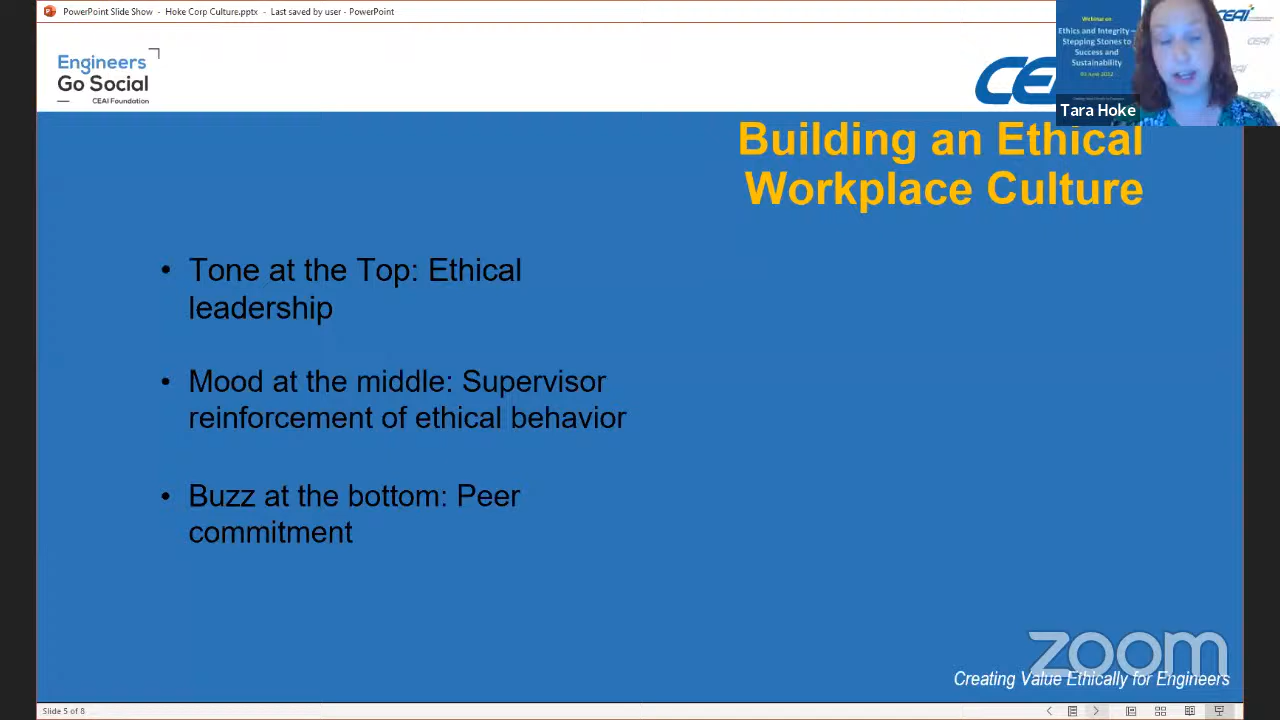 PowerPoint Slide Show - Hoke Corp Culture.pptx - Last saved by user - PowerPoint
Engineers
Go Social
CEAI Foundation
CE
Webinar on
Ethics and Integrity –
Stepping Stones to
Success and
Sustainability
CEAI
CEAI
Tara Hoke
Building an Ethical
Workplace Culture
• Tone at the Top: Ethical
leadership
• Mood at the middle: Supervisor
reinforcement of ethical behavior
• Buzz at the bottom: Peer
commitment
zoom
Creating Value Ethically for Engineers
Slide 5 of 8